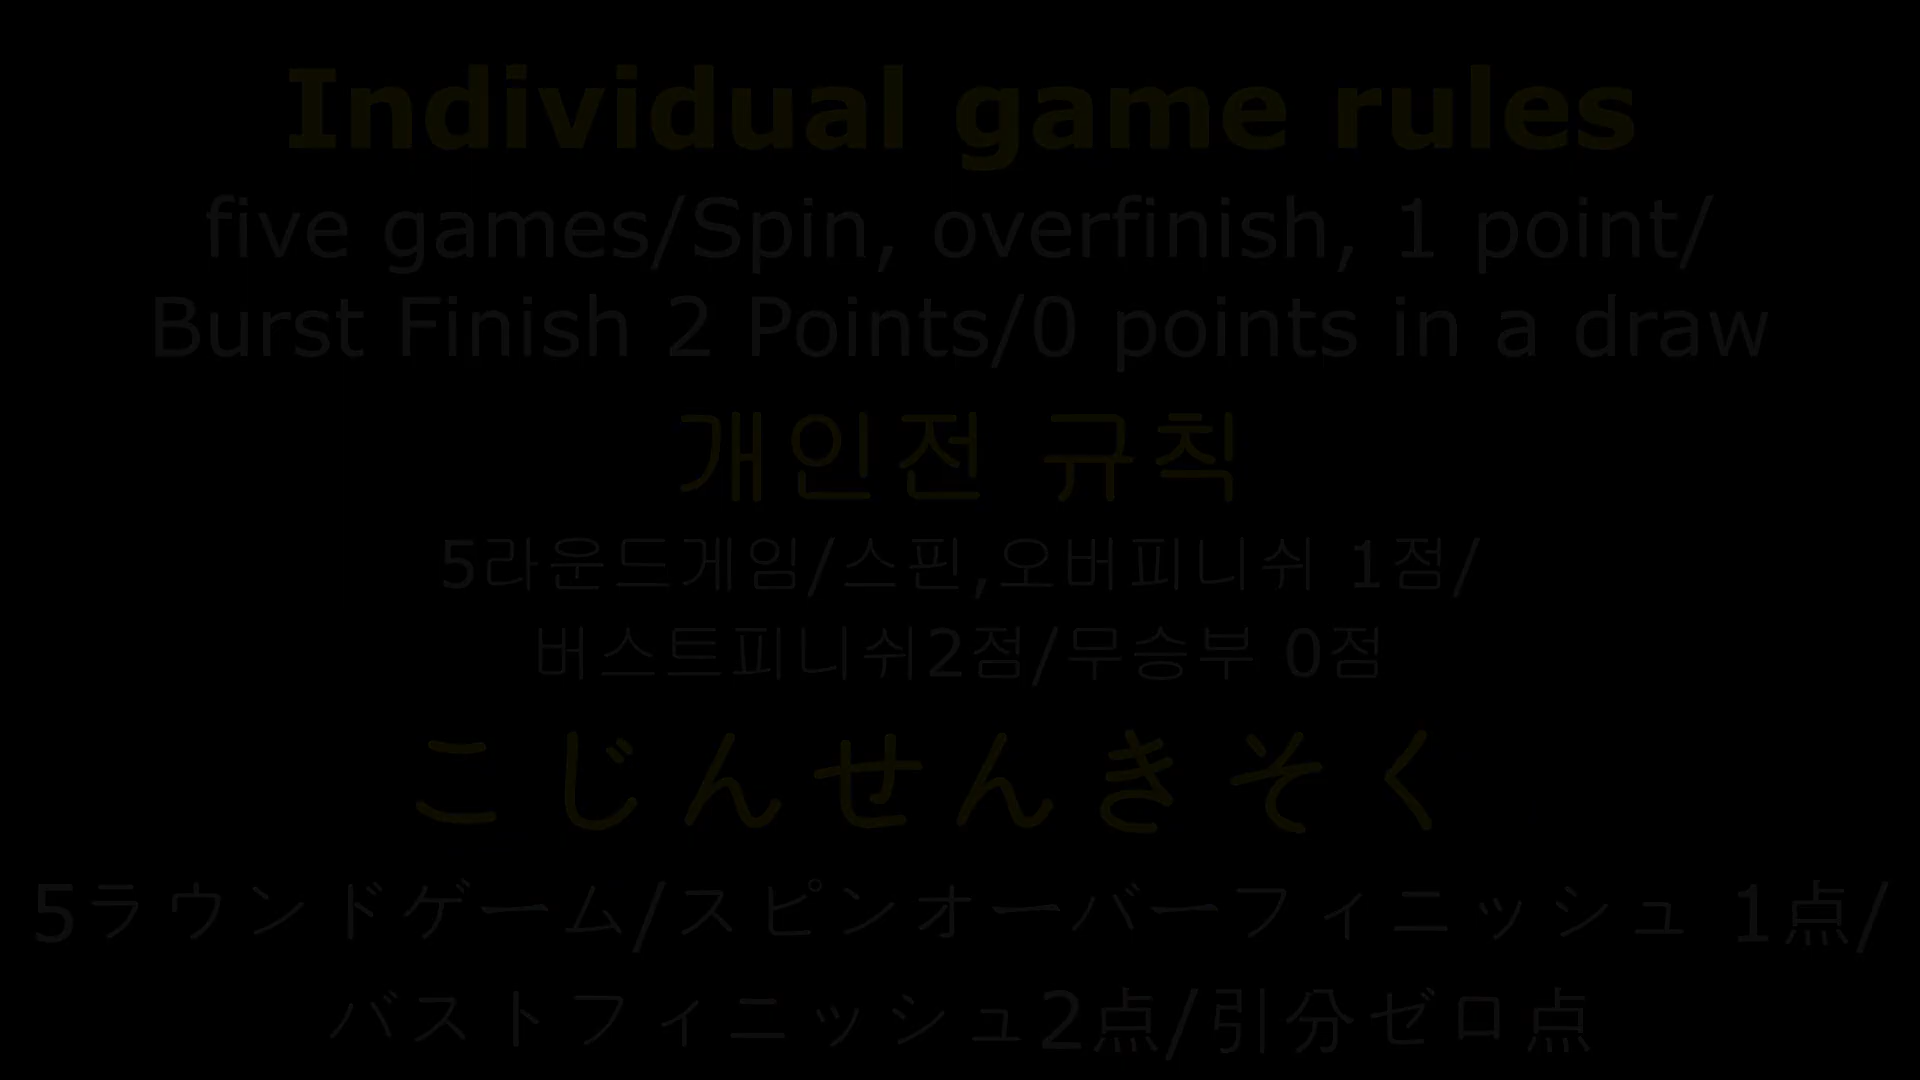 Individual game rules
five games/Spin, overfinish, 1 point/
Burst Finish 2 Points/0 points in a draw
개인전 규칙
5라운드게임/스핀,오버피니쉬 1점/
버스트피니쉬2점/무승부 0점
こじんせんきそく
5ラウンドゲーム/スピンオーバーフィニッシュ 1点/
バストフィニッシュ2点/引分ゼロ点